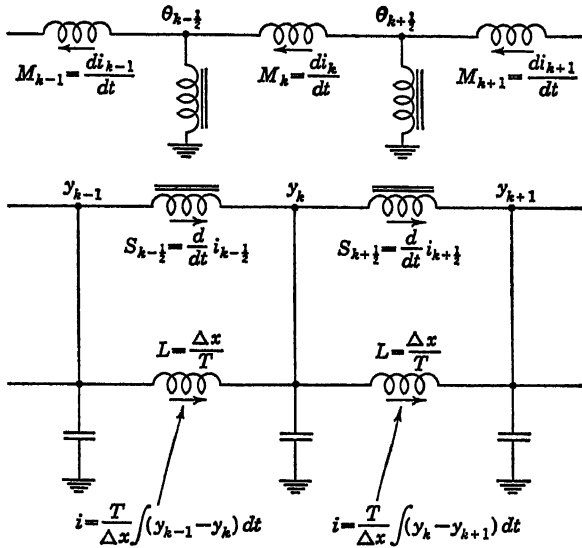 θ_{k-½} θ_{k+½}
M_{k-1} = di_{k-1}/dt M_k = di_k/dt M_{k+1} = di_{k+1}/dt
y_{k-1} y_k y_{k+1}
S_{k-½} = d/dt i_{k-½} S_{k+½} = d/dt i_{k+½}
L = Δx/T L = Δx/T
i = T/Δx ∫(y_{k-1} - y_k) dt i = T/Δx ∫(y_k - y_{k+1}) dt